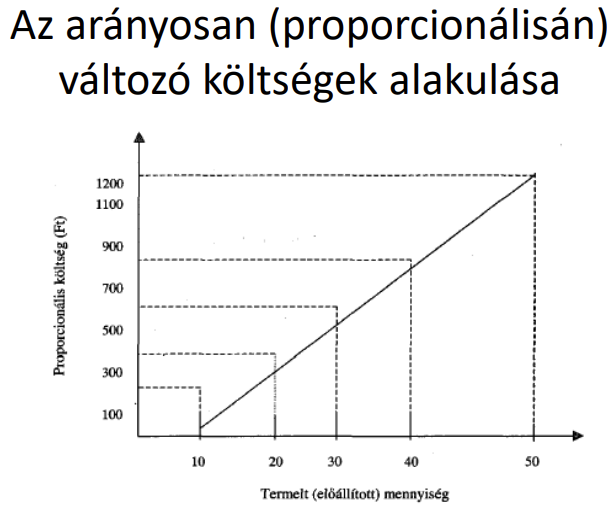 Az arányosan (proporcionálisán)
változó költségek alakulása
Proporcionális költség (Ft)
1200
1100
900
700
500
300
100
10 20 30 40 50
Termelt (előállított) mennyiség